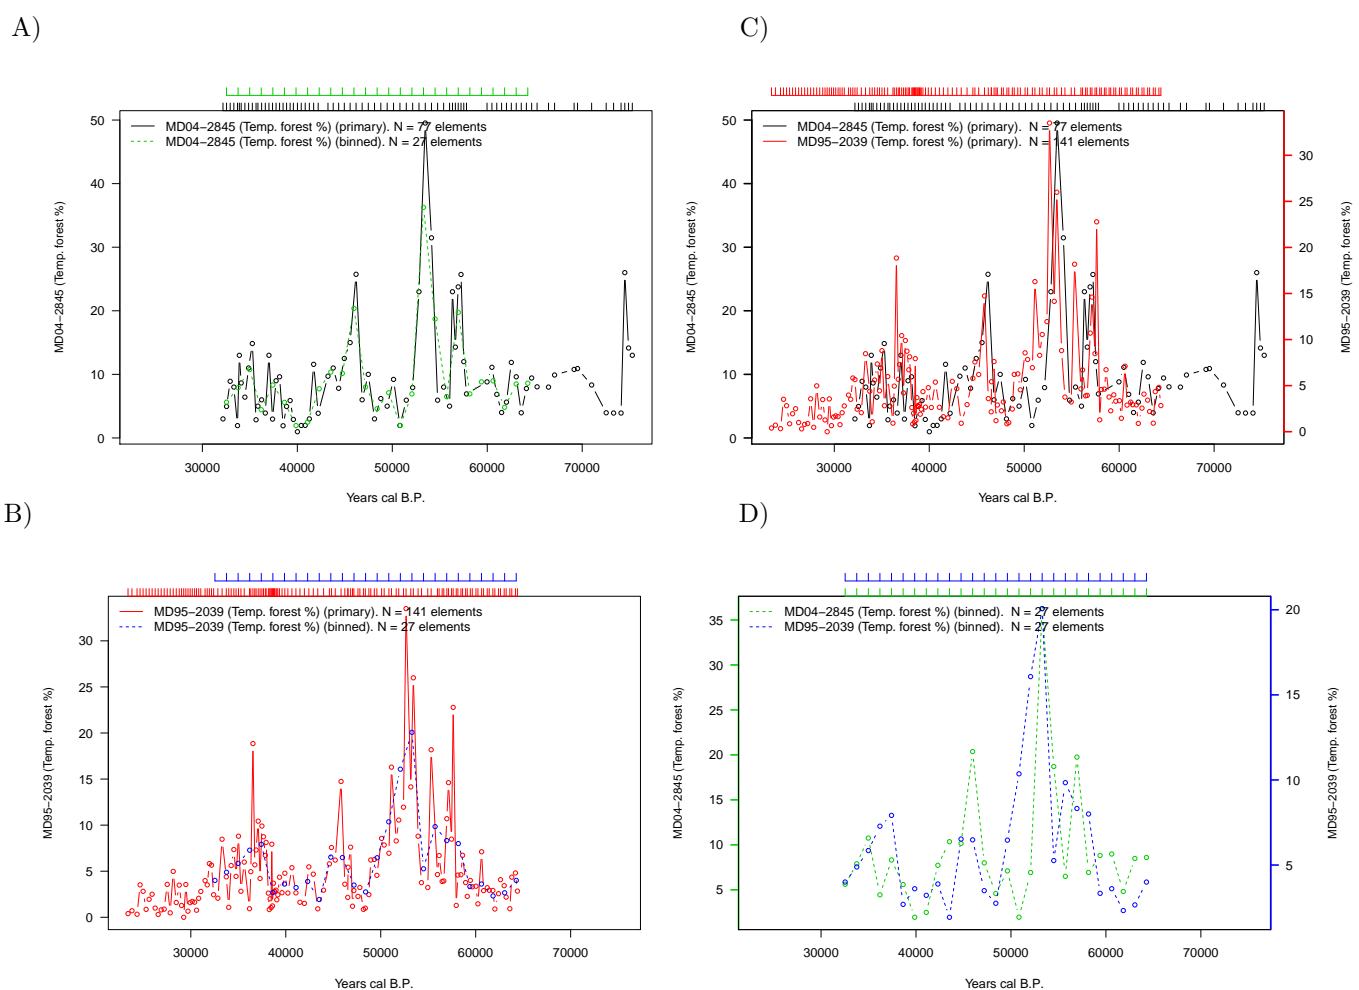 A)
MD04−2845 (Temp. forest %) (primary).  N = 77 elements
MD04−2845 (Temp. forest %) (binned).  N = 27 elements
50
40
30
20
10
0
MD04−2845 (Temp. forest %)
30000 40000 50000 60000 70000
Years cal B.P.
C)
MD04−2845 (Temp. forest %) (primary).  N = 77 elements
MD95−2039 (Temp. forest %) (primary).  N = 141 elements
50
40
30
20
10
0
MD04−2845 (Temp. forest %)
30
25
20
15
10
5
0
MD95−2039 (Temp. forest %)
30000 40000 50000 60000 70000
Years cal B.P.
B)
MD95−2039 (Temp. forest %) (primary).  N = 141 elements
MD95−2039 (Temp. forest %) (binned).  N = 27 elements
30
25
20
15
10
5
0
MD95−2039 (Temp. forest %)
30000 40000 50000 60000 70000
Years cal B.P.
D)
MD04−2845 (Temp. forest %) (binned).  N = 27 elements
MD95−2039 (Temp. forest %) (binned).  N = 27 elements
35
30
25
20
15
10
5
MD04−2845 (Temp. forest %)
20
15
10
5
MD95−2039 (Temp. forest %)
30000 40000 50000 60000 70000
Years cal B.P.